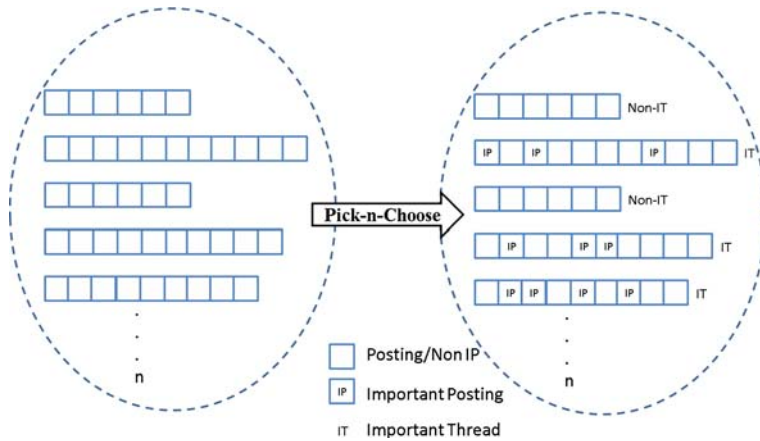 Non-IT
IP IP IP IT
Pick-n-Choose
Non-IT
IP IP IP IT
IP IP IP IP IT
n
n
Posting/Non IP
IP Important Posting
IT Important Thread